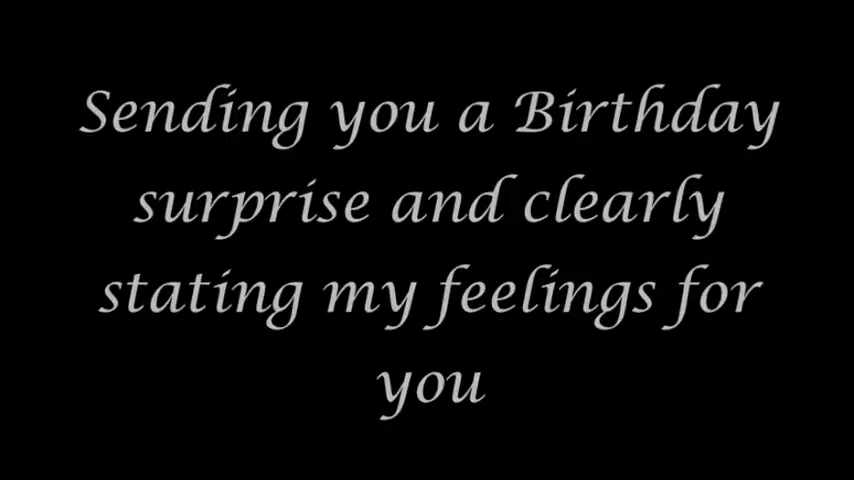 Sending you a Birthday
surprise and clearly
stating my feelings for
you